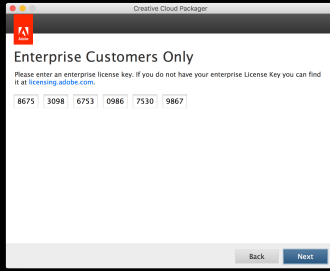 Creative Cloud Packager
Adobe
Enterprise Customers Only
Please enter an enterprise license key. If you do not have your enterprise License Key you can find
it at licensing.adobe.com.
8675 3098 6753 0986 7530 9867
Back Next